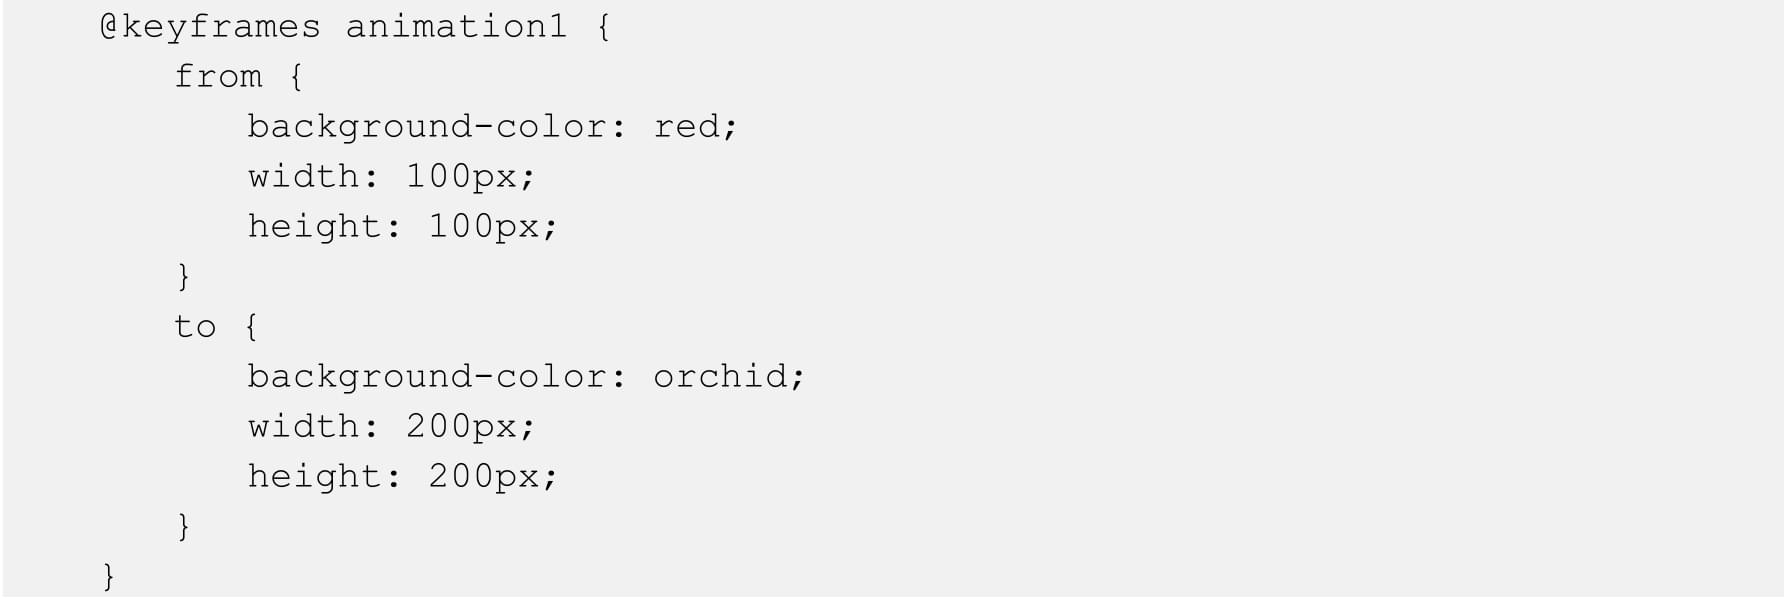 @keyframes animation1 {
    from {
        background-color: red;
        width: 100px;
        height: 100px;
    }
    to {
        background-color: orchid;
        width: 200px;
        height: 200px;
    }
}